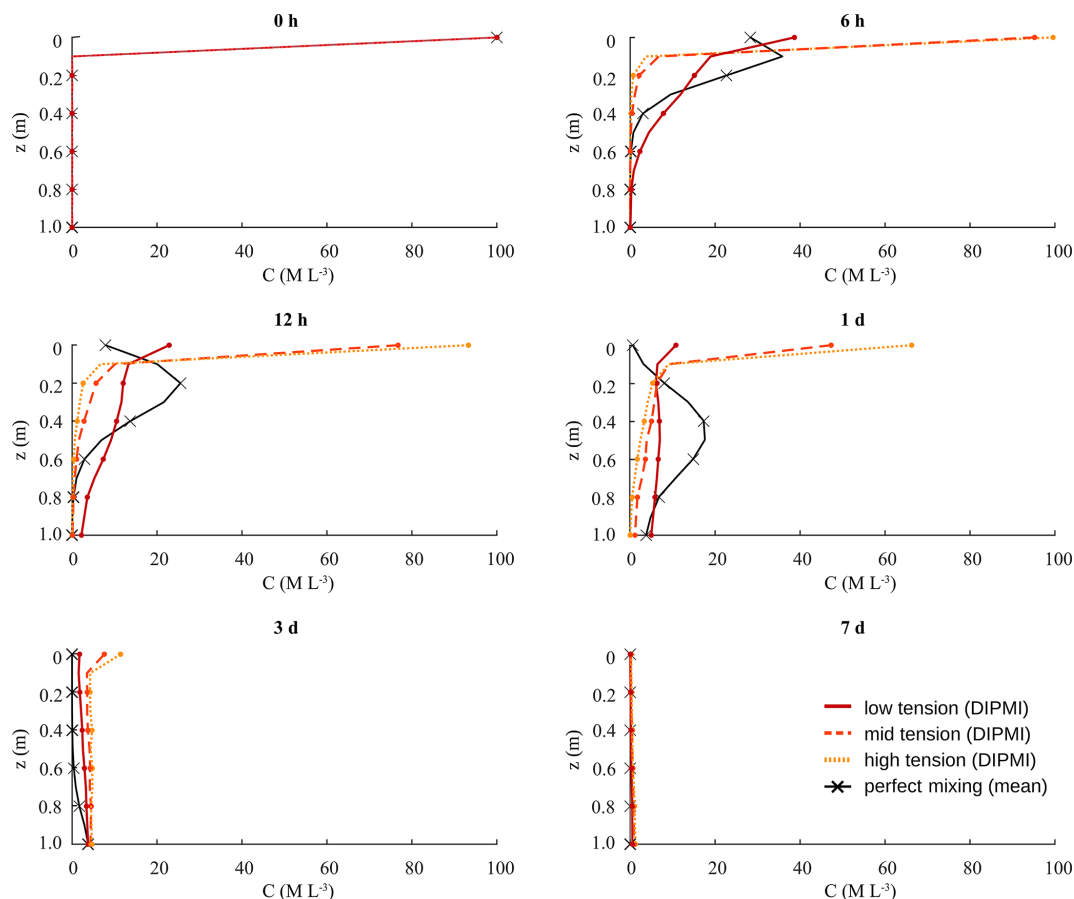 0 h
0
0.2
0.4
0.6
0.8
1.0
z (m)
0 20 40 60 80 100
C (M L-3)
6 h
0
0.2
0.4
0.6
0.8
1.0
z (m)
0 20 40 60 80 100
C (M L-3)
12 h
0
0.2
0.4
0.6
0.8
1.0
z (m)
0 20 40 60 80 100
C (M L-3)
1 d
0
0.2
0.4
0.6
0.8
1.0
z (m)
0 20 40 60 80 100
C (M L-3)
3 d
0
0.2
0.4
0.6
0.8
1.0
z (m)
0 20 40 60 80 100
C (M L-3)
7 d
0
0.2
0.4
0.6
0.8
1.0
z (m)
0 20 40 60 80 100
C (M L-3)
low tension (DIPMI)
mid tension (DIPMI)
high tension (DIPMI)
perfect mixing (mean)